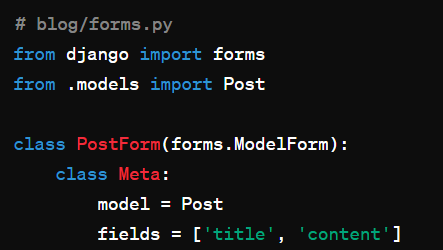 # blog/forms.py
from django import forms
from .models import Post

class PostForm(forms.ModelForm):
    class Meta:
        model = Post
        fields = ['title', 'content']